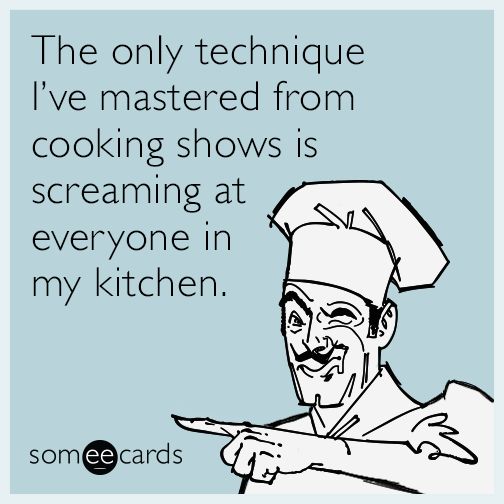 The only technique
I've mastered from
cooking shows is
screaming at
everyone in
my kitchen.
someecards